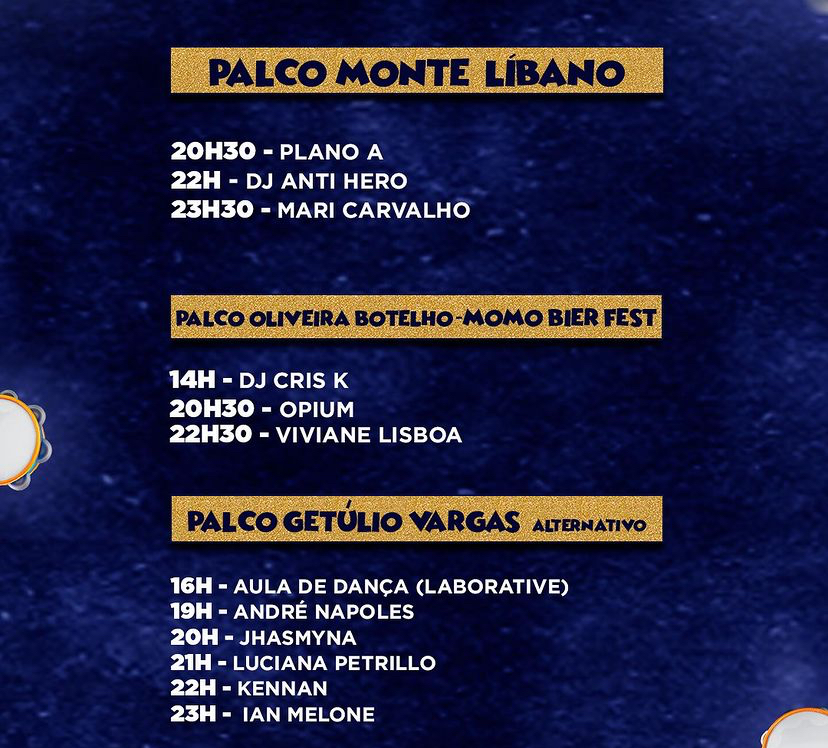 PALCO MONTE LÍBANO
20H30 - PLANO A
22H - DJ ANTI HERO
23H30 - MARI CARVALHO
PALCO OLIVEIRA BOTELHO-MOMO BIER FEST
14H - DJ CRIS K
20H30 - OPIUM
22H30 - VIVIANE LISBOA
PALCO GETÚLIO VARGAS ALTERNATIVO
16H - AULA DE DANÇA (LABORATIVE)
19H - ANDRÉ NAPOLES
20H - JHASMYNA
21H - LUCIANA PETRILLO
22H - KENNAN
23H - IAN MELONE